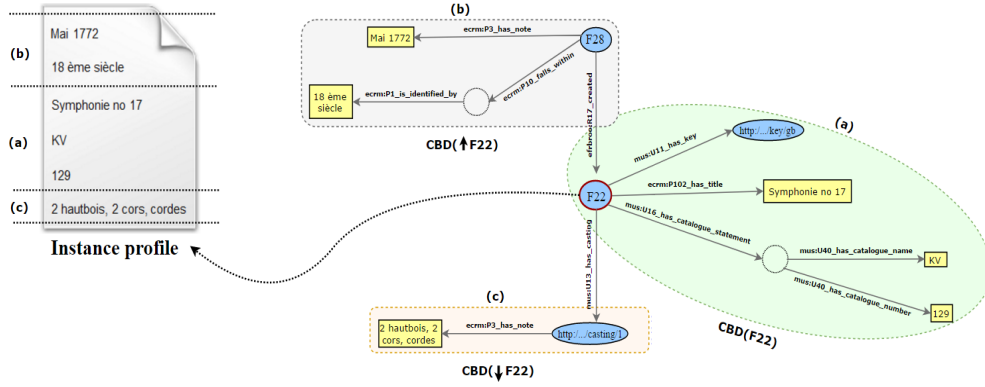 (b)
Mai 1772
18 ème siècle
(a)
Symphonie no 17
KV
129
(c)
2 hautbois, 2 cors, cordes
Instance profile
(b)
Mai 1772
ecrm:P3_has_note
F28
ecrm:P10_falls_within
18 ème
siècle
ecrm:P1_is_identified_by
efrbroo:R17_created
CBD(↑F22)
(a)
mus:U11_has_key
http:/.../key/gb
F22
ecrm:P102_has_title
Symphonie no 17
mus:U16_has_catalogue_statement
mus:U40_has_catalogue_name
KV
mus:U40_has_catalogue_number
129
CBD(F22)
mus:U13_has_casting
(c)
2 hautbois, 2
cors, cordes
ecrm:P3_has_note
http:/.../casting/1
CBD(↓F22)